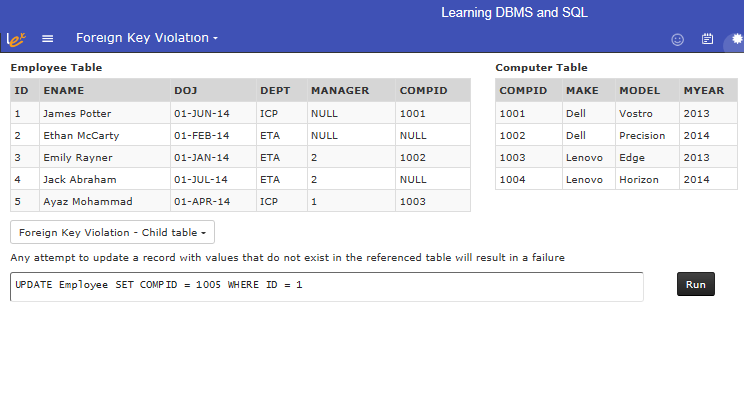 Learning DBMS and SQL
Lex
Foreign Key Violation
Employee Table
ID ENAME DOJ DEPT MANAGER COMPID
1 James Potter 01-JUN-14 ICP NULL 1001
2 Ethan McCarty 01-FEB-14 ETA NULL NULL
3 Emily Rayner 01-JAN-14 ETA 2 1002
4 Jack Abraham 01-JUL-14 ETA 2 NULL
5 Ayaz Mohammad 01-APR-14 ICP 1 1003
Computer Table
COMPID MAKE MODEL MYEAR
1001 Dell Vostro 2013
1002 Dell Precision 2014
1003 Lenovo Edge 2013
1004 Lenovo Horizon 2014
Foreign Key Violation - Child table
Any attempt to update a record with values that do not exist in the referenced table will result in a failure
UPDATE Employee SET COMPID = 1005 WHERE ID = 1
Run